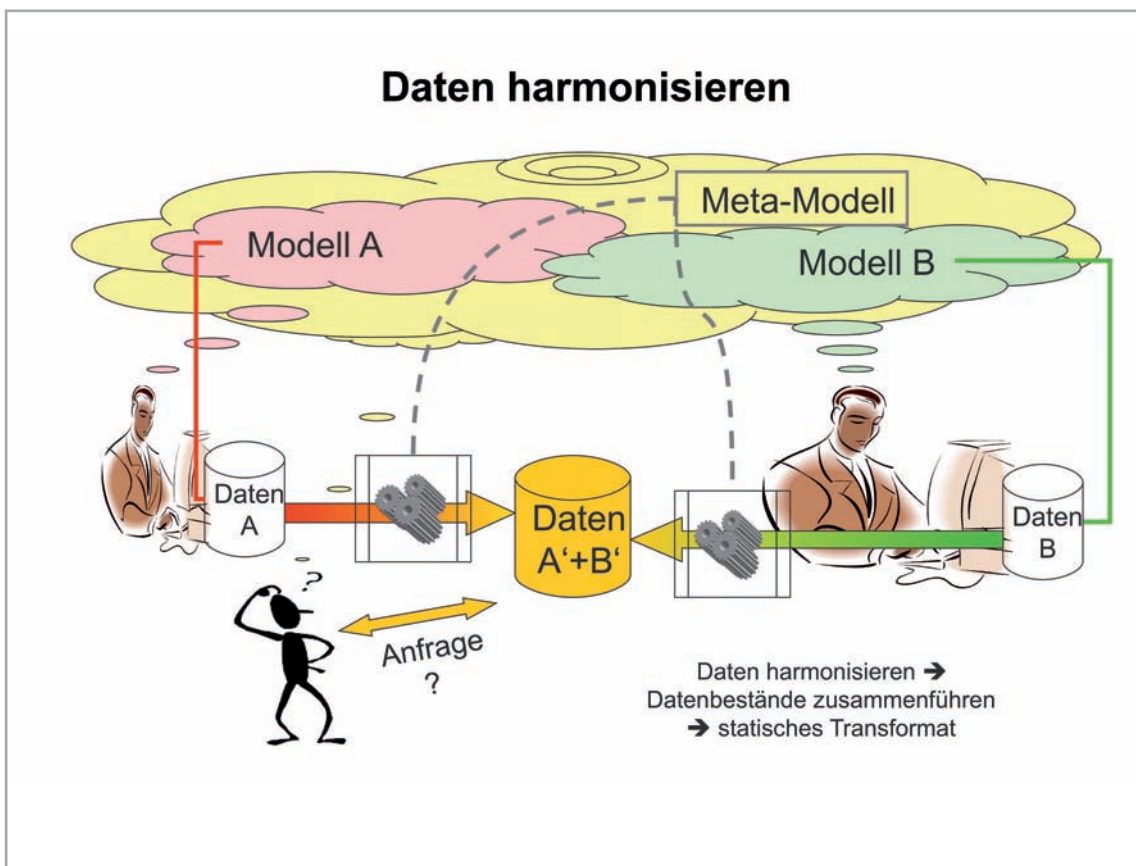 Daten harmonisieren
Meta-Modell
Modell A
Modell B
Daten
A
Daten
A‘+B‘
Daten
B
?
Anfrage
?
Daten harmonisieren ➔
Datenbestände zusammenführen
➔ statisches Transformat